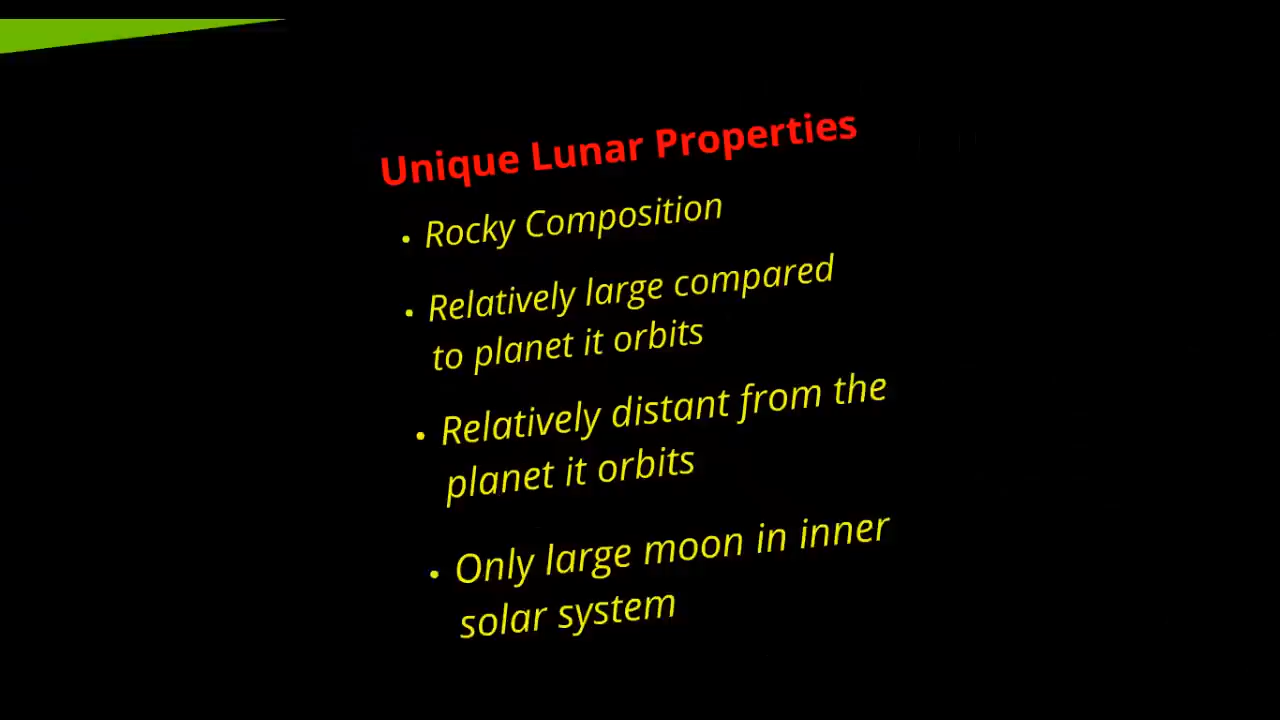 Unique Lunar Properties
• Rocky Composition
• Relatively large compared
to planet it orbits
• Relatively distant from the
planet it orbits
• Only large moon in inner
solar system